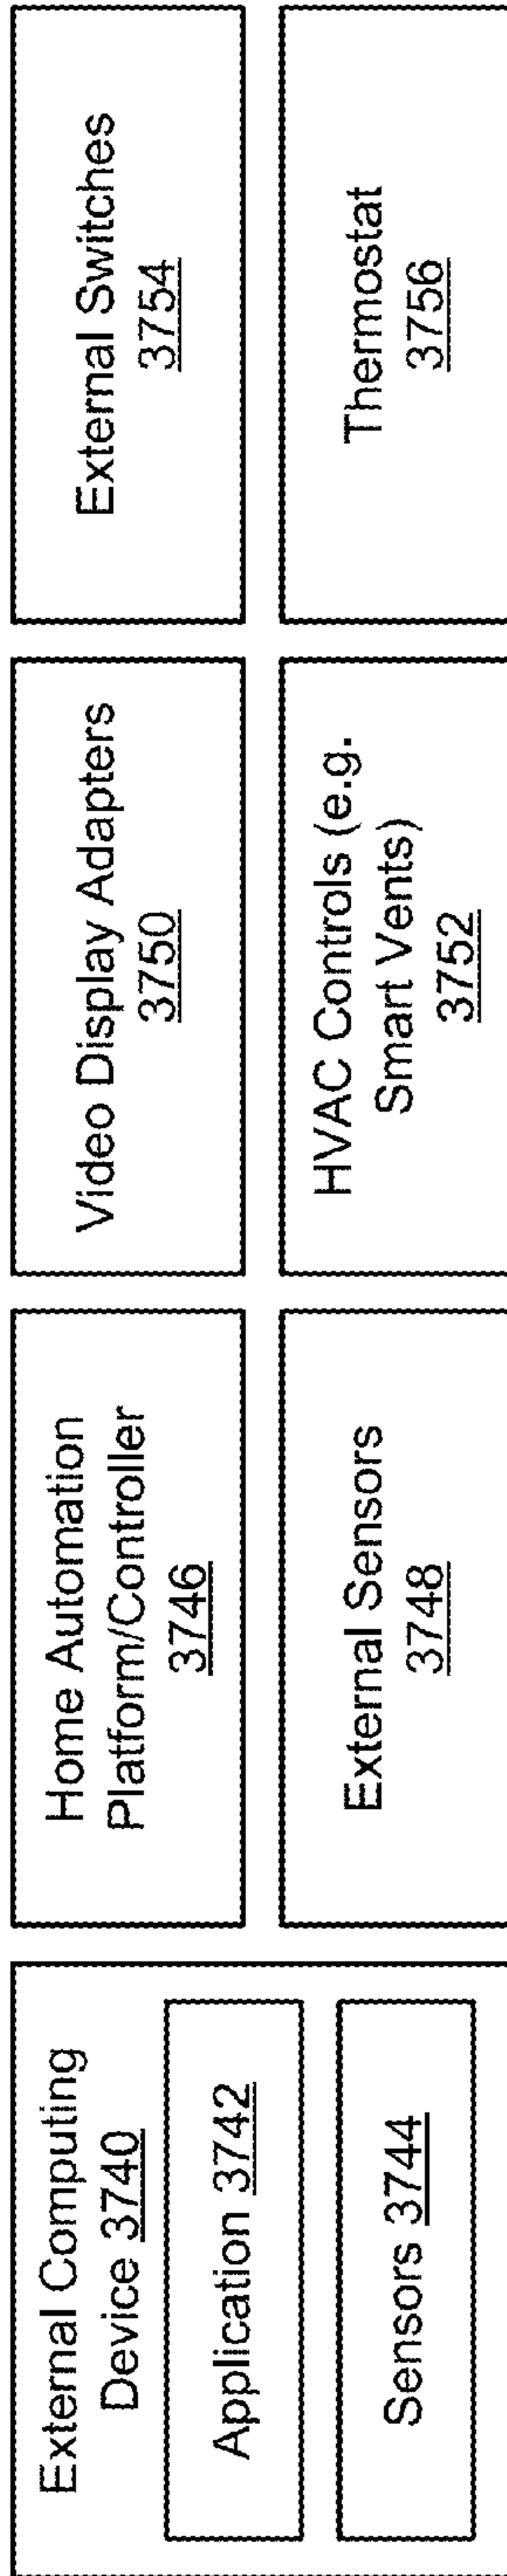 External Computing
Device 3740
Application 3742
Sensors 3744
Home Automation
Platform/Controller
3746
External Sensors
3748
Video Display Adapters
3750
HVAC Controls (e.g.
Smart Vents)
3752
External Switches
3754
Thermostat
3756